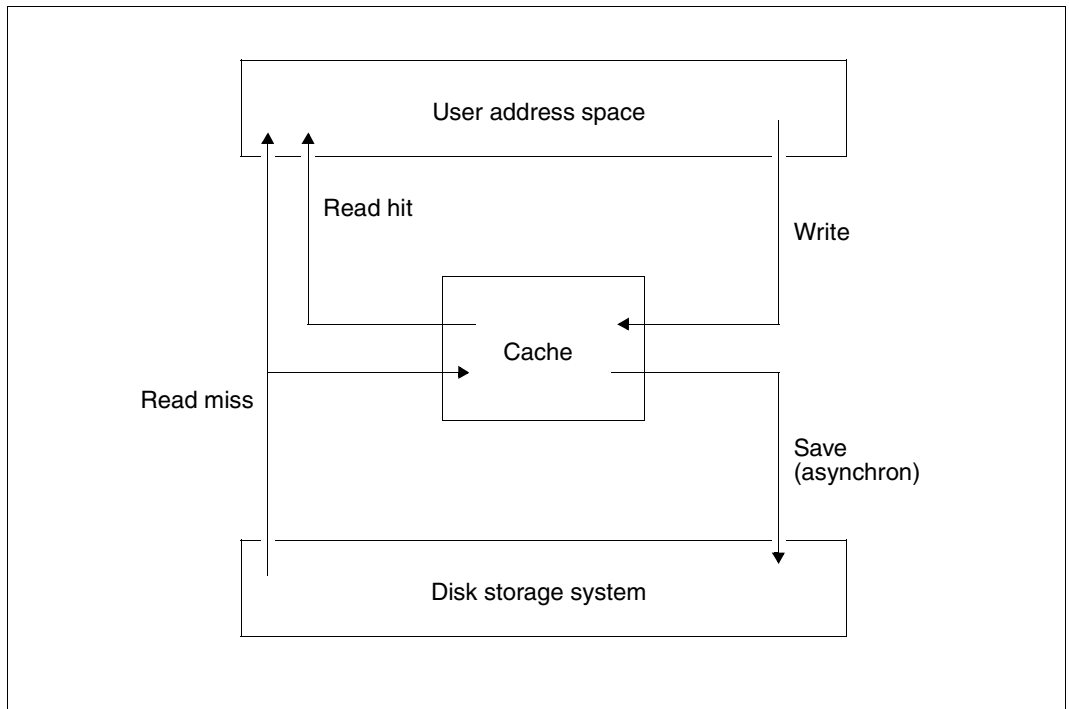 User address space
Read hit
Write
Cache
Read miss
Save
(asynchron)
Disk storage system